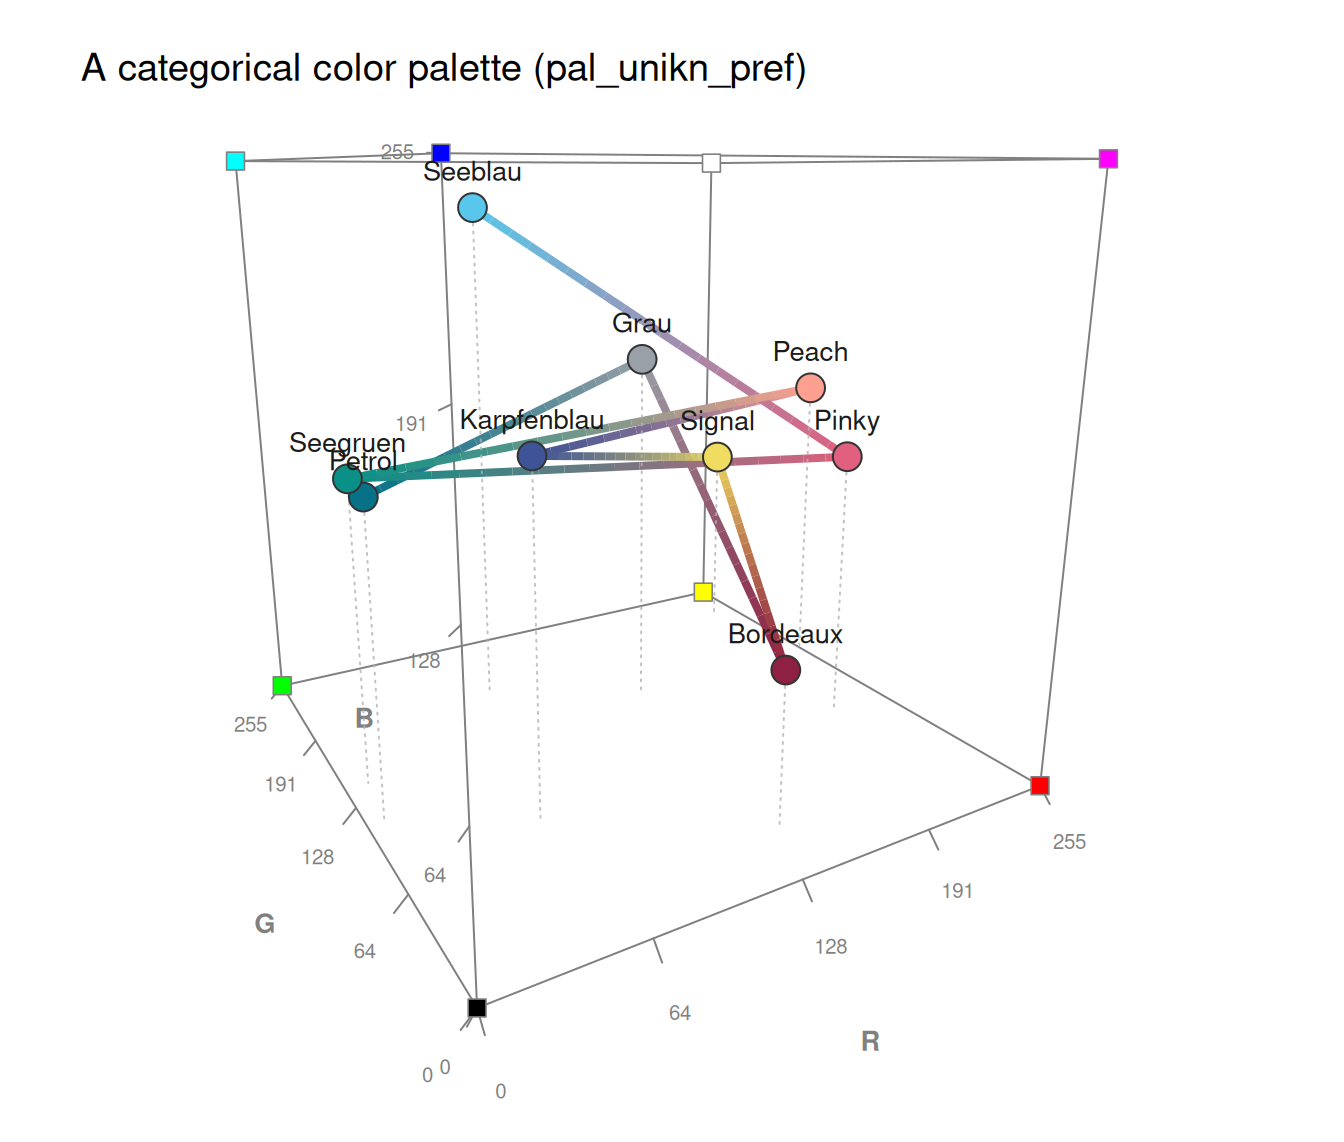 A categorical color palette (pal_unikn_pref)
255
Seeblau
Grau
Peach
191
Karpfenblau
Signal
Pinky
Seegruen
Petrol
Bordeaux
128
B
255
191
128
64
G
64
255
191
128
64
R
0
0
0